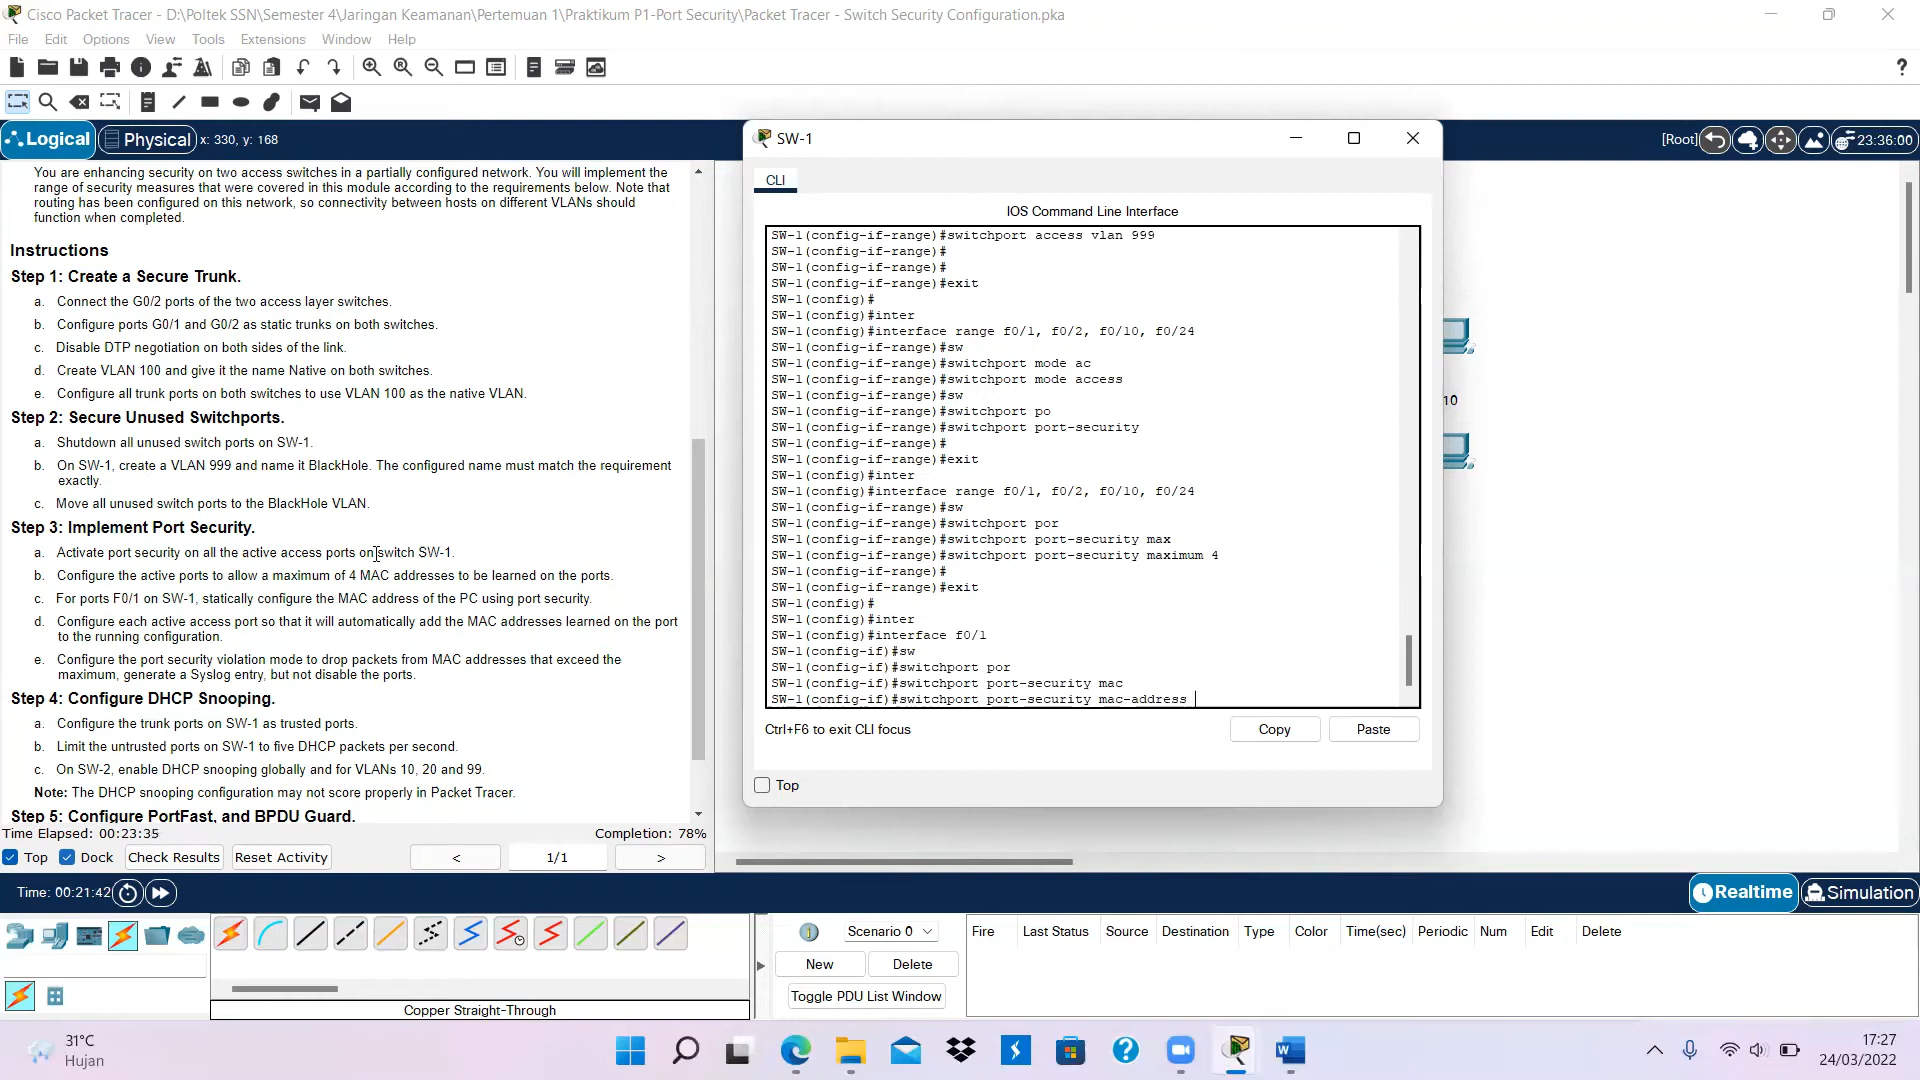 Cisco Packet Tracer - D:\Poltek SSN\Semester 4\Jaringan Keamanan\Pertemuan 1\Praktikum P1-Port Security\Packet Tracer - Switch Security Configuration.pka
File Edit Options View Tools Extensions Window Help
?
Logical Physical x: 330, y: 168
[Root] 23:36:00
You are enhancing security on two access switches in a partially configured network. You will implement the
range of security measures that were covered in this module according to the requirements below. Note that
routing has been configured on this network, so connectivity between hosts on different VLANs should
function when completed.
Instructions
Step 1: Create a Secure Trunk.
a. Connect the G0/2 ports of the two access layer switches.
b. Configure ports G0/1 and G0/2 as static trunks on both switches.
c. Disable DTP negotiation on both sides of the link.
d. Create VLAN 100 and give it the name Native on both switches.
e. Configure all trunk ports on both switches to use VLAN 100 as the native VLAN.
Step 2: Secure Unused Switchports.
a. Shutdown all unused switch ports on SW-1.
b. On SW-1, create a VLAN 999 and name it BlackHole. The configured name must match the requirement
exactly.
c. Move all unused switch ports to the BlackHole VLAN.
Step 3: Implement Port Security.
a. Activate port security on all the active access ports on switch SW-1.
b. Configure the active ports to allow a maximum of 4 MAC addresses to be learned on the ports.
c. For ports F0/1 on SW-1, statically configure the MAC address of the PC using port security.
d. Configure each active access port so that it will automatically add the MAC addresses learned on the port
to the running configuration.
e. Configure the port security violation mode to drop packets from MAC addresses that exceed the
maximum, generate a Syslog entry, but not disable the ports.
Step 4: Configure DHCP Snooping.
a. Configure the trunk ports on SW-1 as trusted ports.
b. Limit the untrusted ports on SW-1 to five DHCP packets per second.
c. On SW-2, enable DHCP snooping globally and for VLANs 10, 20 and 99.
Note: The DHCP snooping configuration may not score properly in Packet Tracer.
Step 5: Configure PortFast, and BPDU Guard.
Time Elapsed: 00:23:35 Completion: 78%
Top Dock Check Results Reset Activity < 1/1 >
SW-1
CLI
IOS Command Line Interface
SW-1(config-if-range)#switchport access vlan 999
SW-1(config-if-range)#
SW-1(config-if-range)#
SW-1(config-if-range)#exit
SW-1(config)#
SW-1(config)#inter
SW-1(config)#interface range f0/1, f0/2, f0/10, f0/24
SW-1(config-if-range)#sw
SW-1(config-if-range)#switchport mode ac
SW-1(config-if-range)#switchport mode access
SW-1(config-if-range)#sw
SW-1(config-if-range)#switchport po
SW-1(config-if-range)#switchport port-security
SW-1(config-if-range)#
SW-1(config-if-range)#exit
SW-1(config)#inter
SW-1(config)#interface range f0/1, f0/2, f0/10, f0/24
SW-1(config-if-range)#sw
SW-1(config-if-range)#switchport por
SW-1(config-if-range)#switchport port-security max
SW-1(config-if-range)#switchport port-security maximum 4
SW-1(config-if-range)#
SW-1(config-if-range)#exit
SW-1(config)#
SW-1(config)#inter
SW-1(config)#interface f0/1
SW-1(config-if)#sw
SW-1(config-if)#switchport por
SW-1(config-if)#switchport port-security mac
SW-1(config-if)#switchport port-security mac-address
Ctrl+F6 to exit CLI focus Copy Paste
Top
10
Time: 00:21:42 Realtime Simulation
Copper Straight-Through
Scenario 0
New Delete
Toggle PDU List Window
Fire Last Status Source Destination Type Color Time(sec) Periodic Num Edit Delete
31°C
Hujan
17:27
24/03/2022